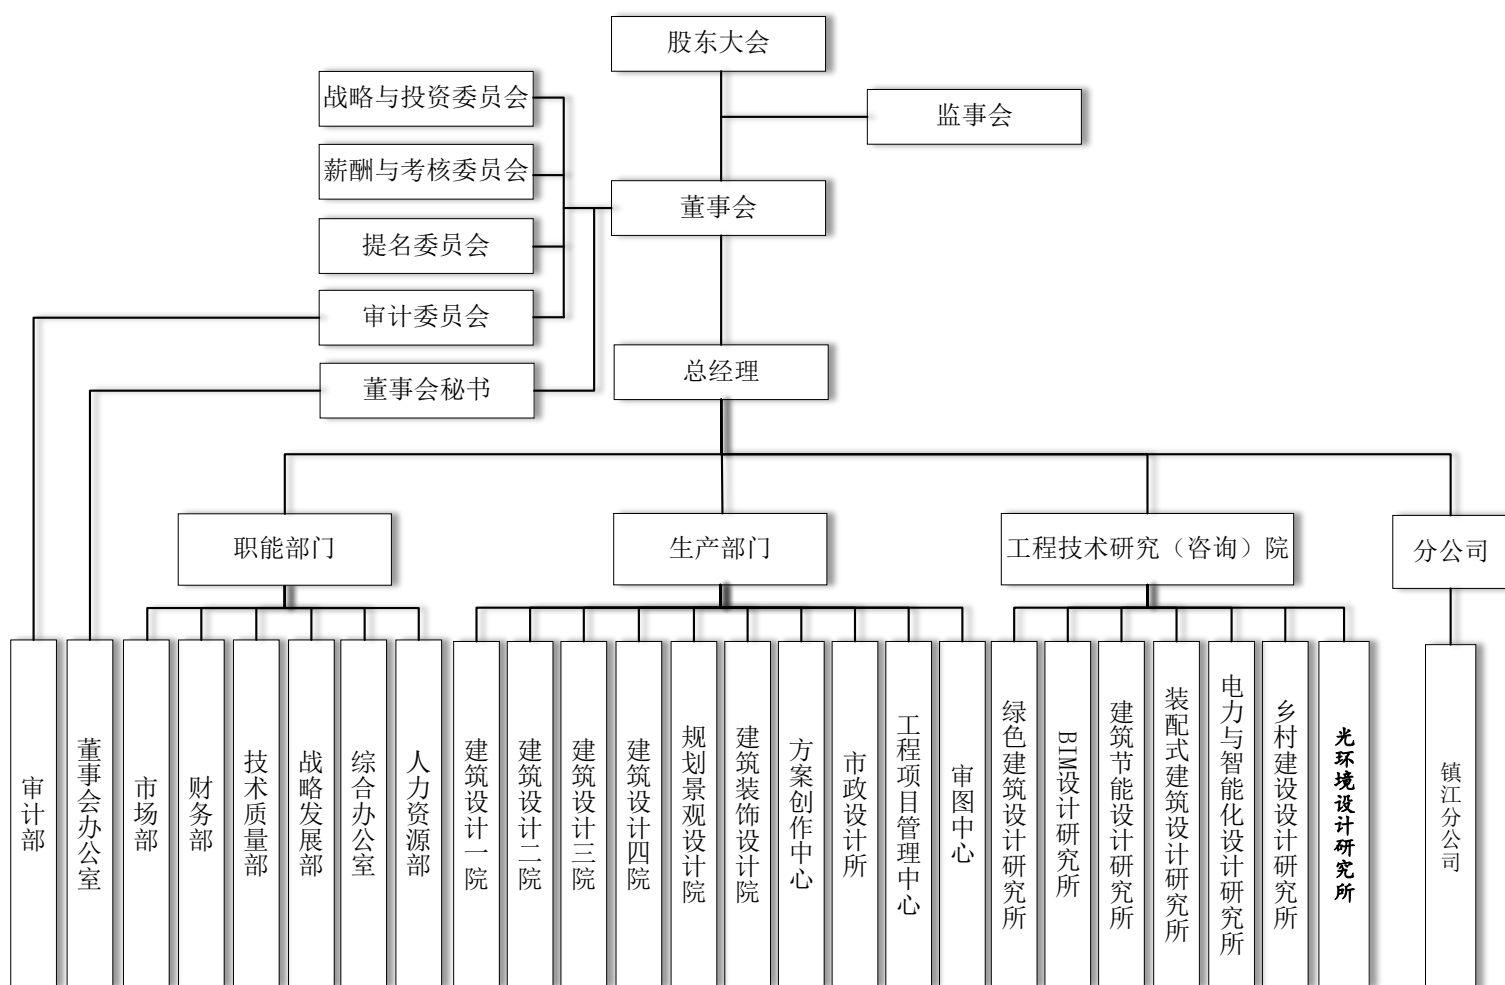 股东大会
战略与投资委员会
监事会
薪酬与考核委员会
董事会
提名委员会
审计委员会
总经理
董事会秘书
职能部门
生产部门
工程技术研究（咨询）院
分公司
审计部
董事会办公室
市场部
财务部
技术质量部
战略发展部
综合办公室
人力资源部
建筑设计一院
建筑设计二院
建筑设计三院
建筑设计四院
规划景观设计院
建筑装饰设计院
方案创作中心
市政设计所
工程项目管理中心
审图中心
绿色建筑设计研究所
BIM设计研究所
建筑节能设计研究所
装配式建筑设计研究所
电力与智能化设计研究所
乡村建设设计研究所
光环境设计研究所
镇江分公司